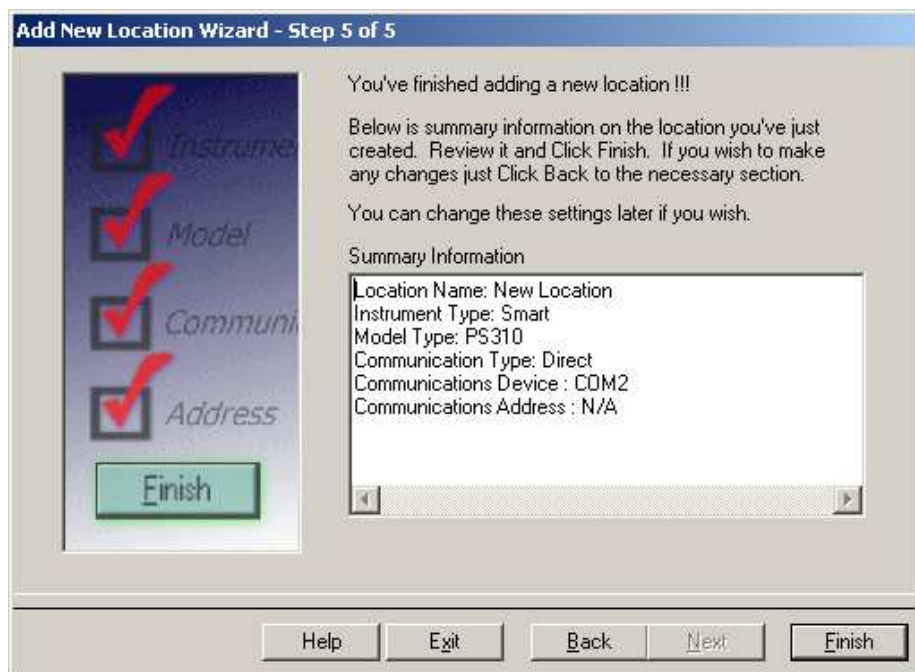 Add New Location Wizard - Step 5 of 5
Model
Address
Finish
You've finished adding a new location !!!
Below is summary information on the location you've just
created. Review it and Click Finish. If you wish to make
any changes just Click Back to the necessary section.
You can change these settings later if you wish.
Summary Information
Location Name: New Location
Instrument Type: Smart
Model Type: PS310
Communication Type: Direct
Communications Device : COM2
Communications Address : N/A
Help
Exit
Back
Next
Finish